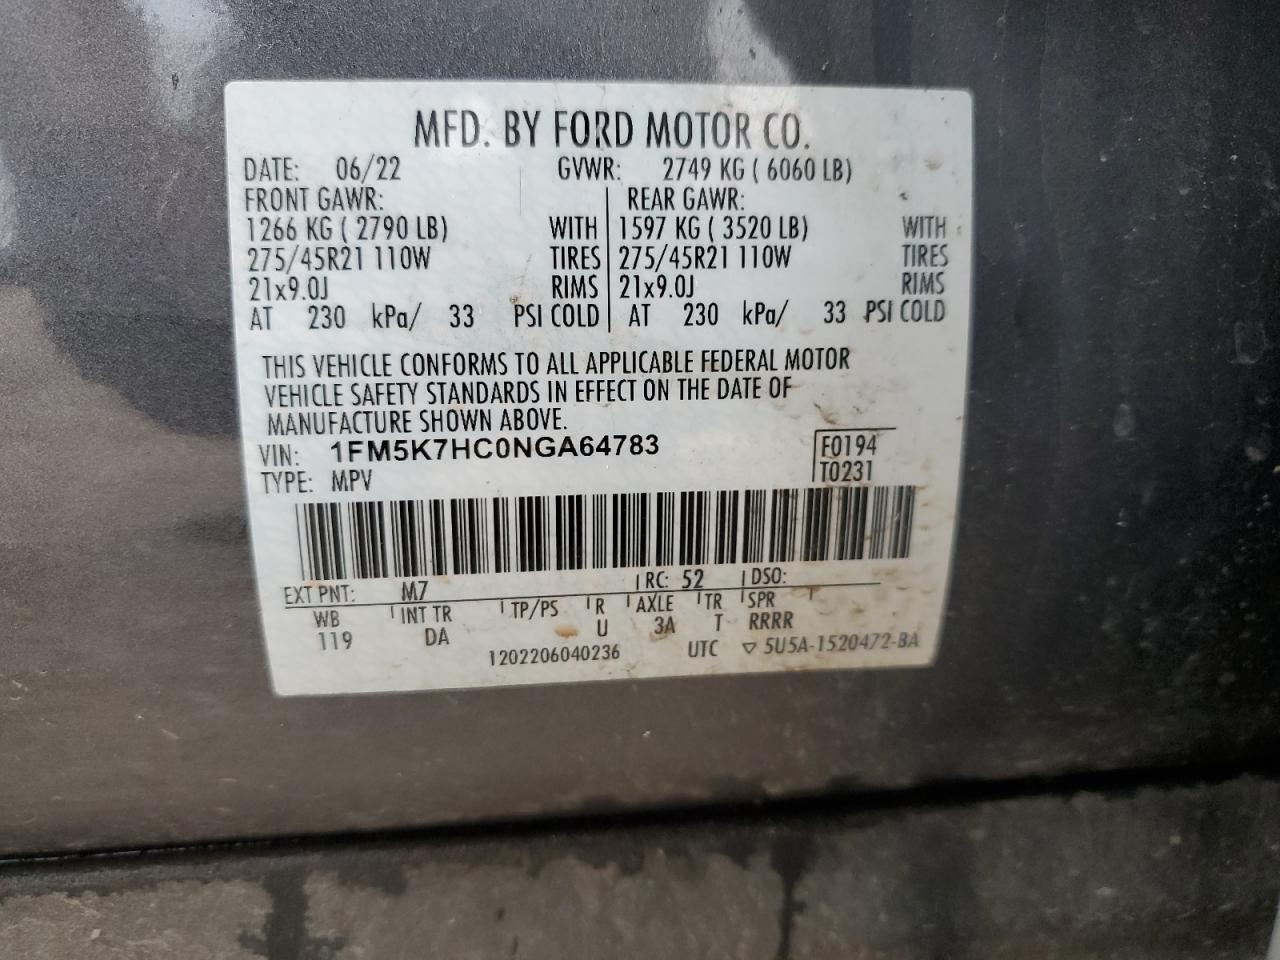 MFD. BY FORD MOTOR CO.
DATE: 06/22 GVWR: 2749 KG ( 6060 LB)
FRONT GAWR: REAR GAWR:
1266 KG ( 2790 LB) WITH 1597 KG ( 3520 LB) WITH
275/45R21 110W TIRES 275/45R21 110W TIRES
21x9.0J RIMS 21x9.0J RIMS
AT 230 kPa/ 33 PSI COLD AT 230 kPa/ 33 PSI COLD
THIS VEHICLE CONFORMS TO ALL APPLICABLE FEDERAL MOTOR
VEHICLE SAFETY STANDARDS IN EFFECT ON THE DATE OF
MANUFACTURE SHOWN ABOVE.
VIN: 1FM5K7HC0NGA64783 F0194
TYPE: MPV T0231
EXT PNT: M7 RC: 52 DSO:
WB INT TR TP/PS R AXLE TR SPR
119 DA U 3A T RRRR
1202206040236 UTC ▽ 5U5A-1520472-BA